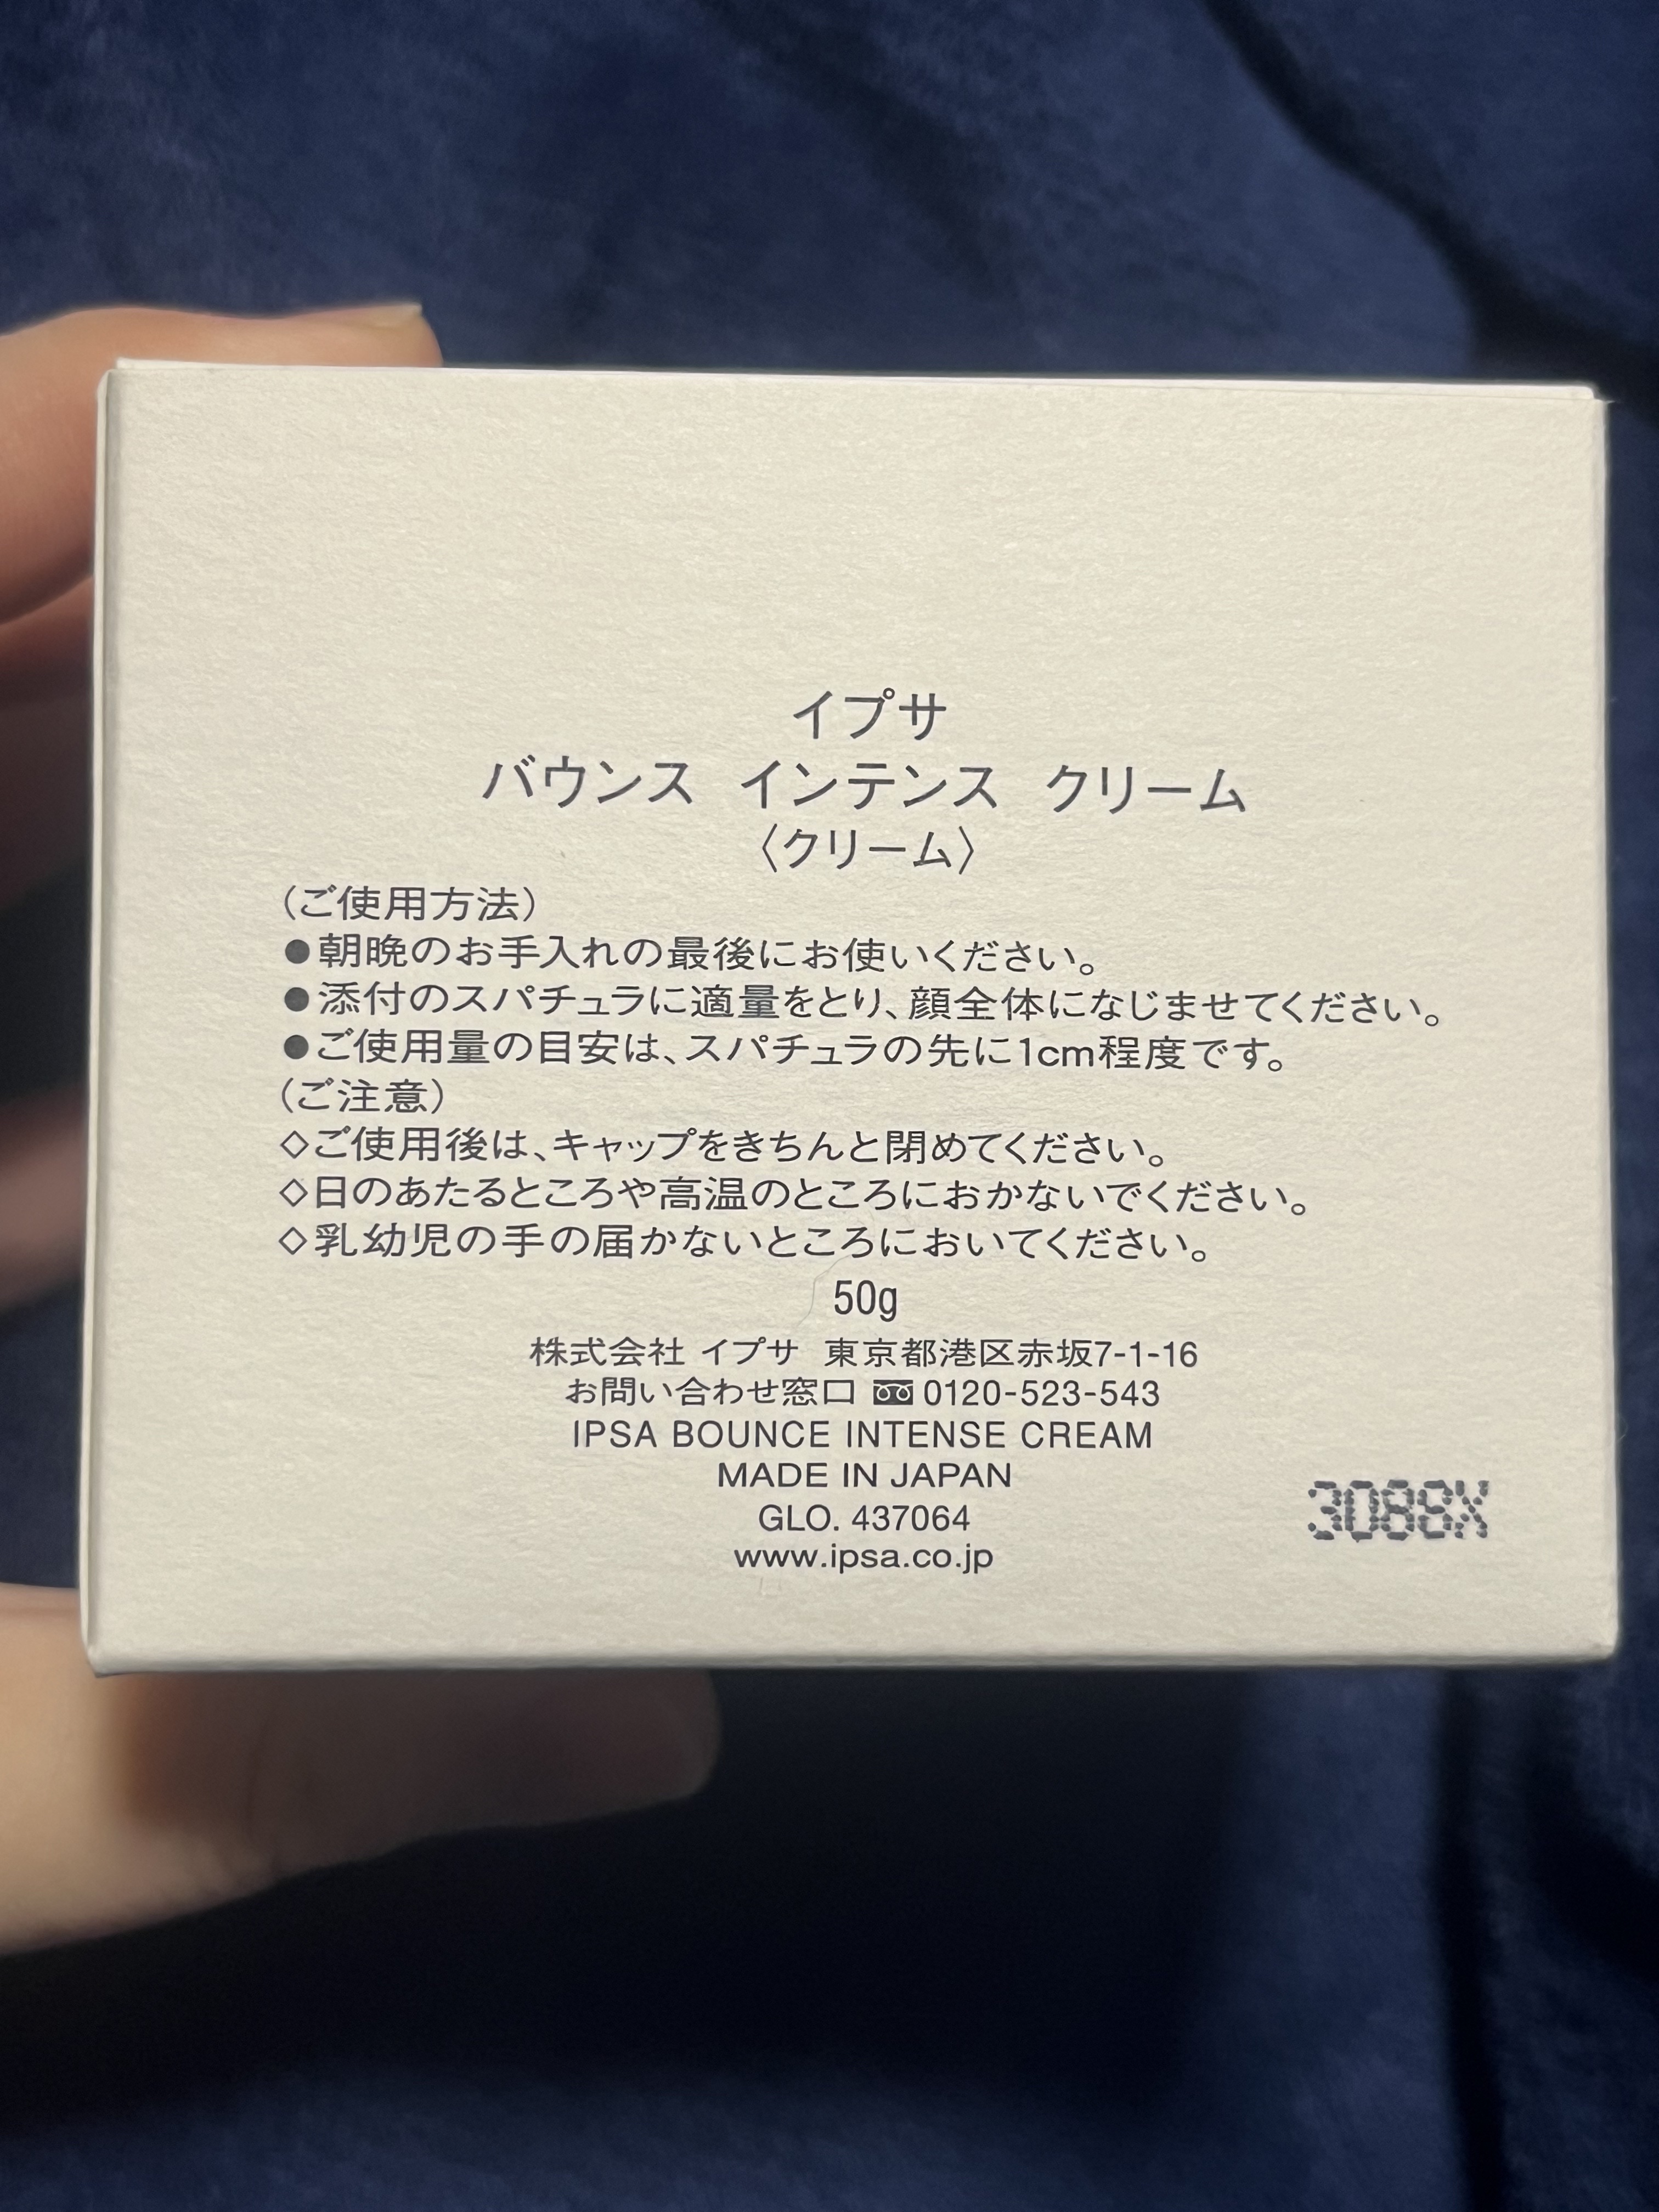 イプサ
バウンス インテンス クリーム
〈クリーム〉
(ご使用方法)
●朝晩のお手入れの最後にお使いください。
●添付のスパチュラに適量をとり、顔全体になじませてください。
●ご使用量の目安は、スパチュラの先に1cm程度です。
(ご注意)
◇ご使用後は、キャップをきちんと閉めてください。
◇日のあたるところや高温のところにおかないでください。
◇乳幼児の手の届かないところにおいてください。
50g
株式会社 イプサ 東京都港区赤坂7-1-16
お問い合わせ窓口 0120-523-543
IPSA BOUNCE INTENSE CREAM
MADE IN JAPAN
GLO. 437064
www.ipsa.co.jp
3088X